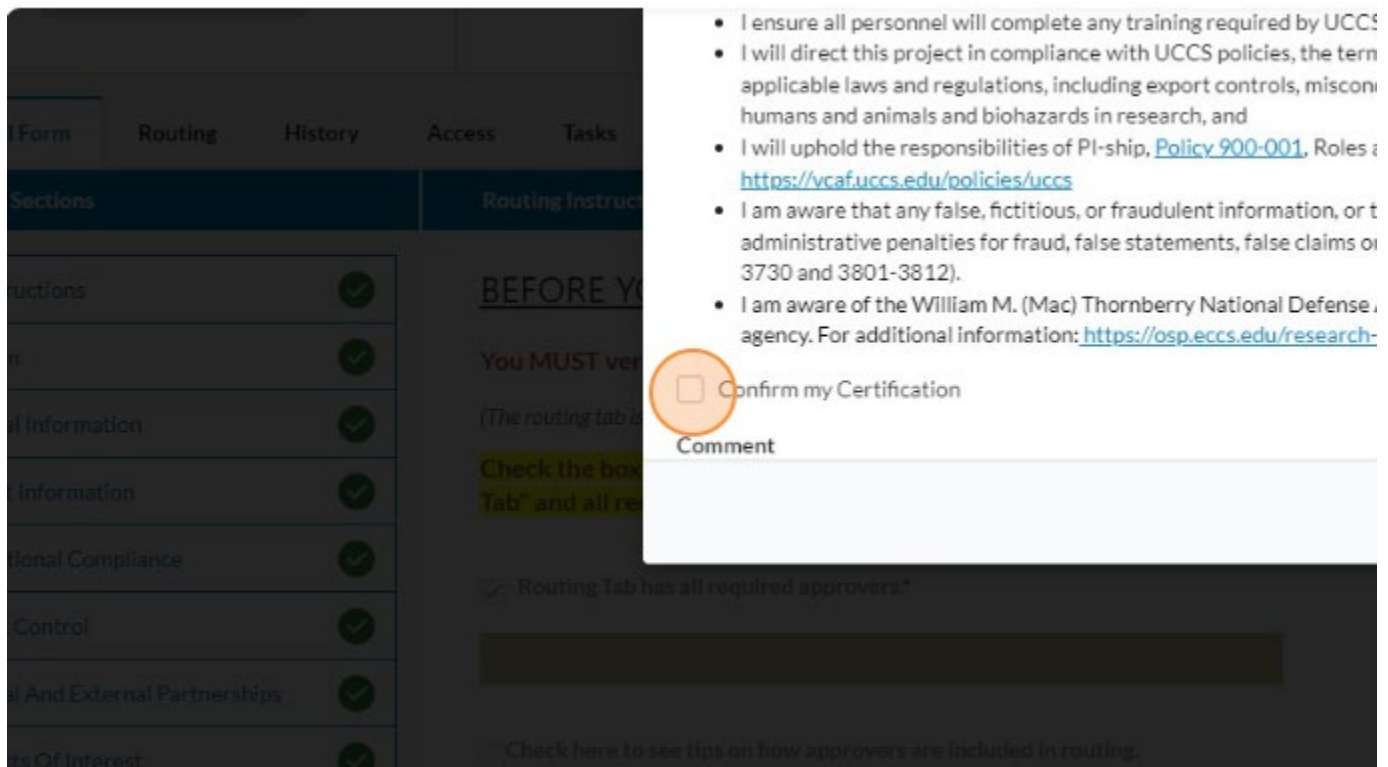 • I ensure all personnel will complete any training required by UCCS
• I will direct this project in compliance with UCCS policies, the term
applicable laws and regulations, including export controls, miscond
humans and animals and biohazards in research, and
• I will uphold the responsibilities of PI-ship, Policy 900-001, Roles a
https://vcaf.uccs.edu/policies/uccs
• I am aware that any false, fictitious, or fraudulent information, or t
administrative penalties for fraud, false statements, false claims or
3730 and 3801-3812).
• I am aware of the William M. (Mac) Thornberry National Defense A
agency. For additional information: https://osp.eccs.edu/research-
Confirm my Certification
Comment
l Form Routing History Access Tasks
Sections
Routing Instruct
ructions
m
al Information
t Information
tional Compliance
Control
al And External Partnerships
ts Of Interest
BEFORE YO
You MUST ver
(The routing tab is
Check the box
Tab" and all re
Routing Tab has all required approvers.*
Check here to see tips on how approvers are included in routing.